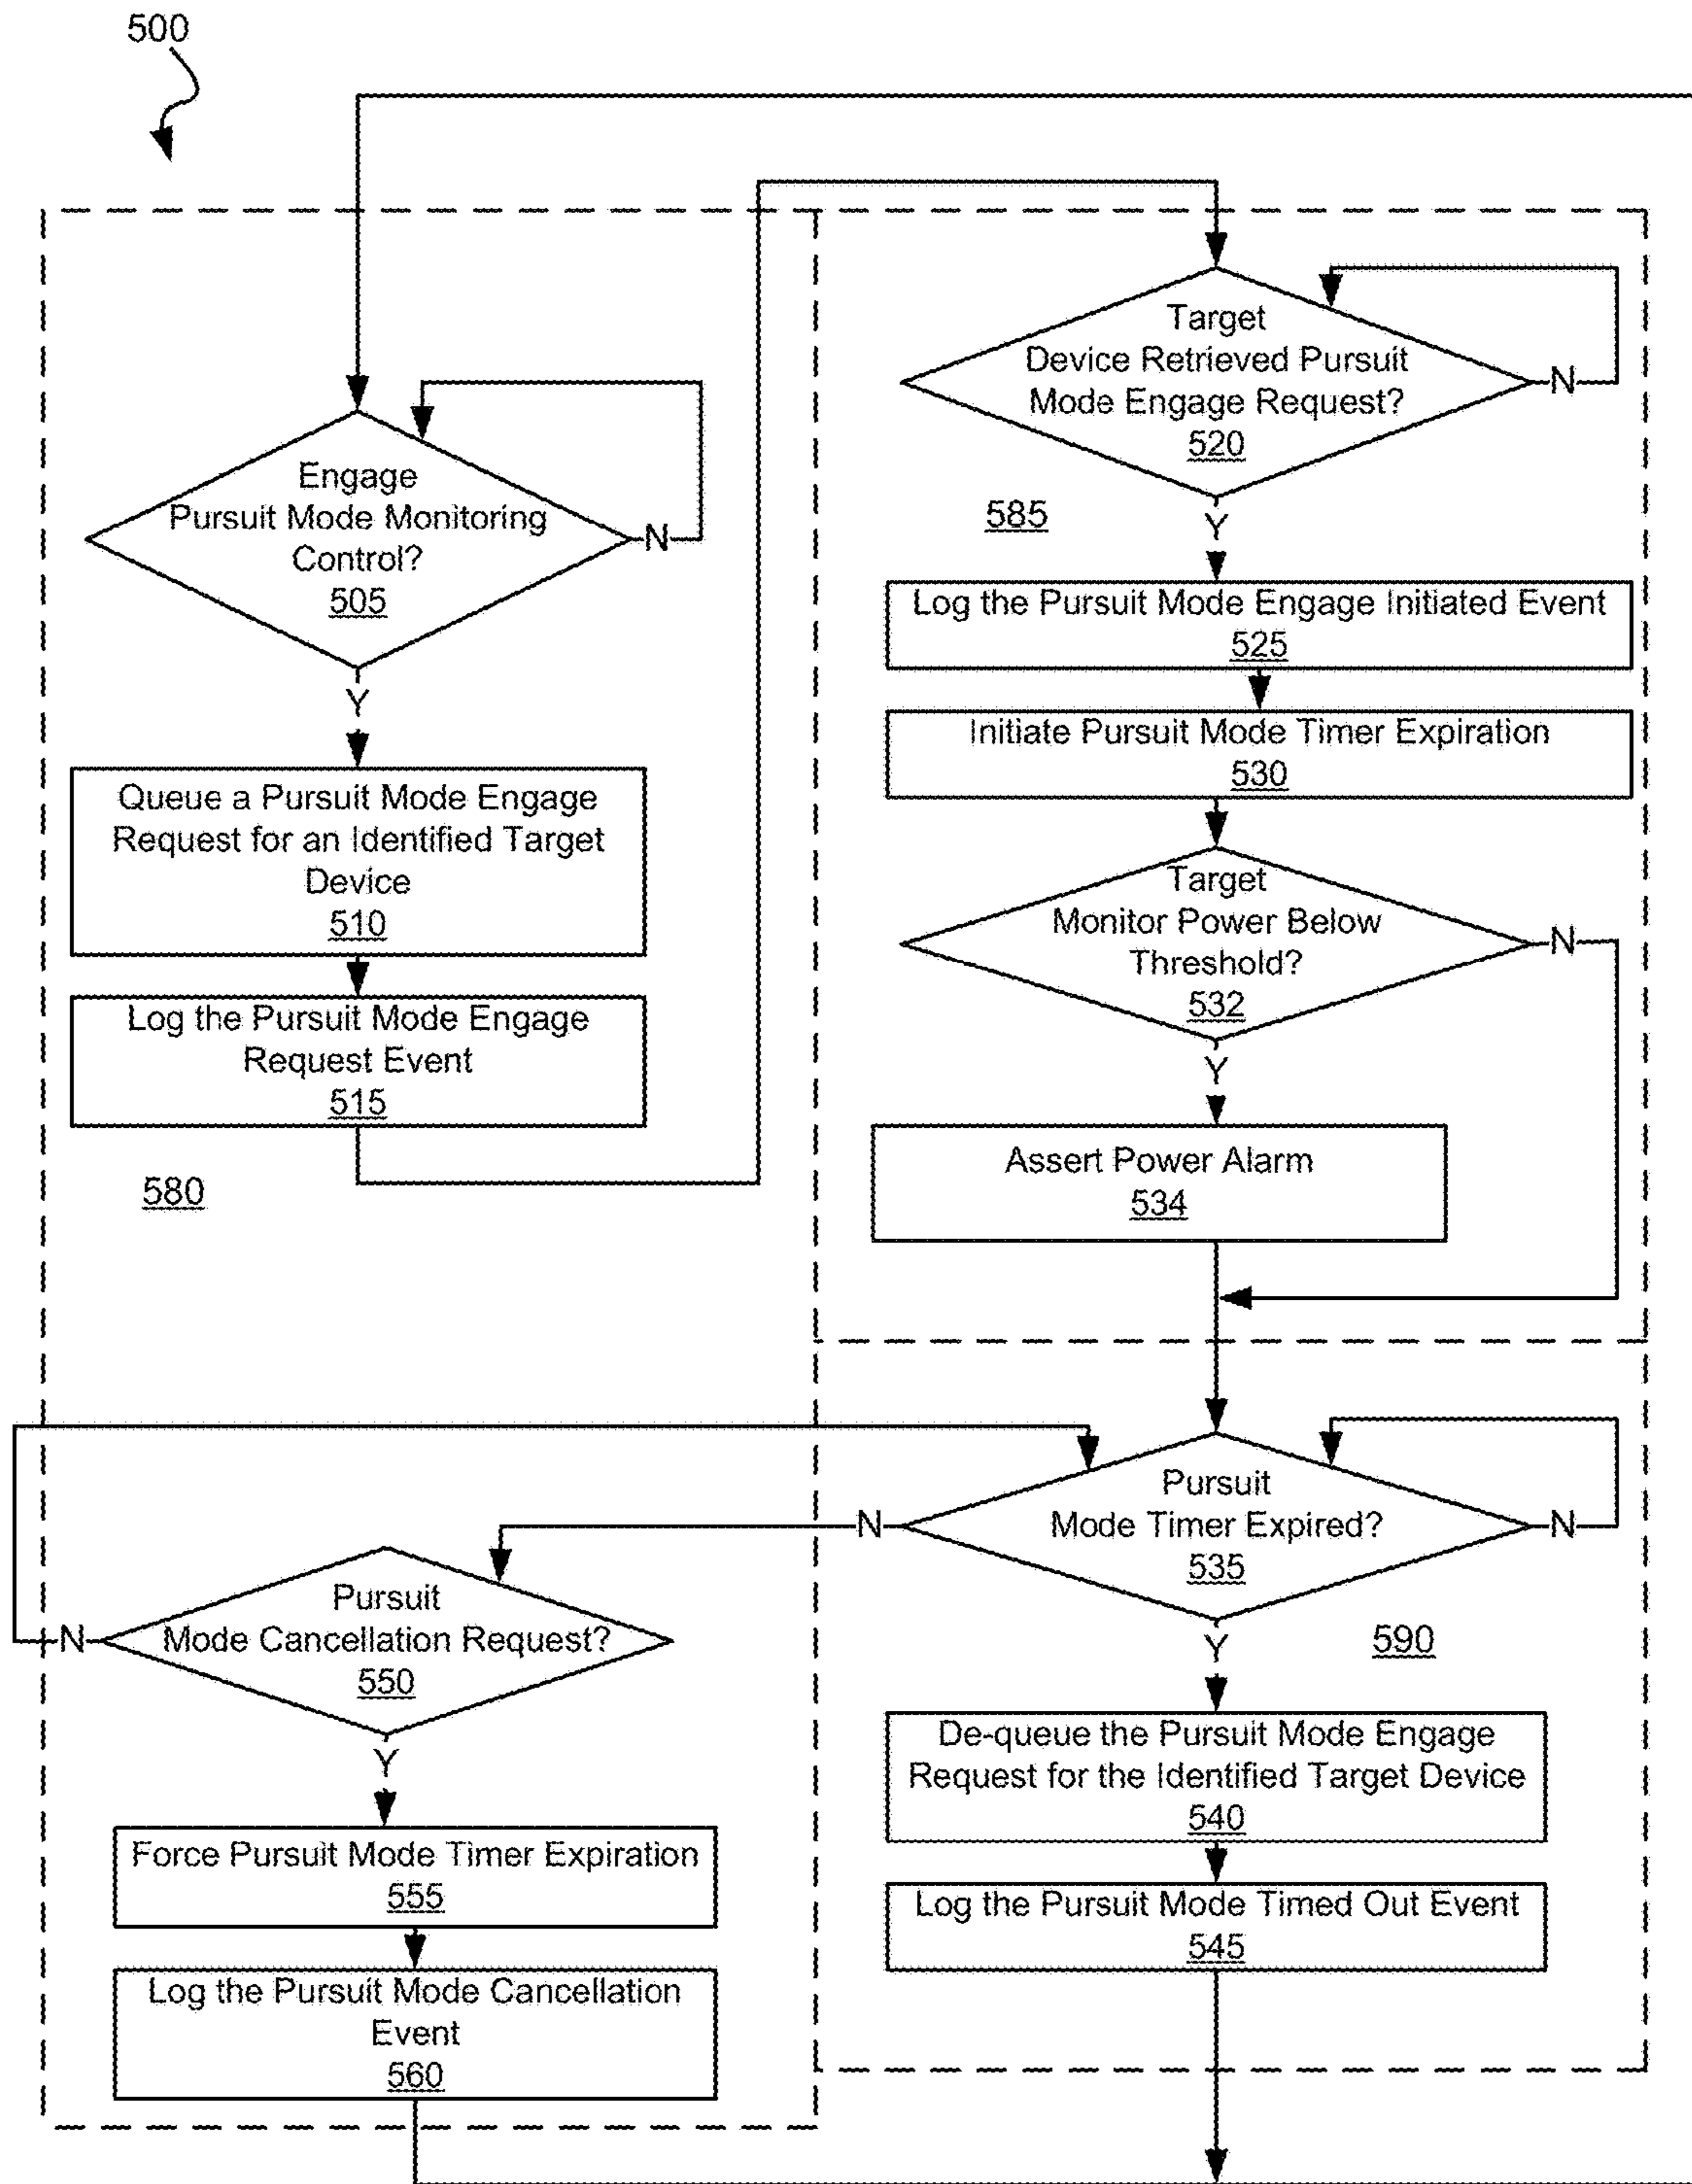 500
Engage
Pursuit Mode Monitoring
Control?
505
N
Y
Queue a Pursuit Mode Engage
Request for an Identified Target
Device
510
Log the Pursuit Mode Engage
Request Event
515
580
Target
Device Retrieved Pursuit
Mode Engage Request?
520
N
Y
585
Log the Pursuit Mode Engage Initiated Event
525
Initiate Pursuit Mode Timer Expiration
530
Target
Monitor Power Below
Threshold?
532
N
Y
Assert Power Alarm
534
Pursuit
Mode Timer Expired?
535
N
N
Y
590
De-queue the Pursuit Mode Engage
Request for the Identified Target Device
540
Log the Pursuit Mode Timed Out Event
545
Pursuit
Mode Cancellation Request?
550
N
Y
Force Pursuit Mode Timer Expiration
555
Log the Pursuit Mode Cancellation
Event
560